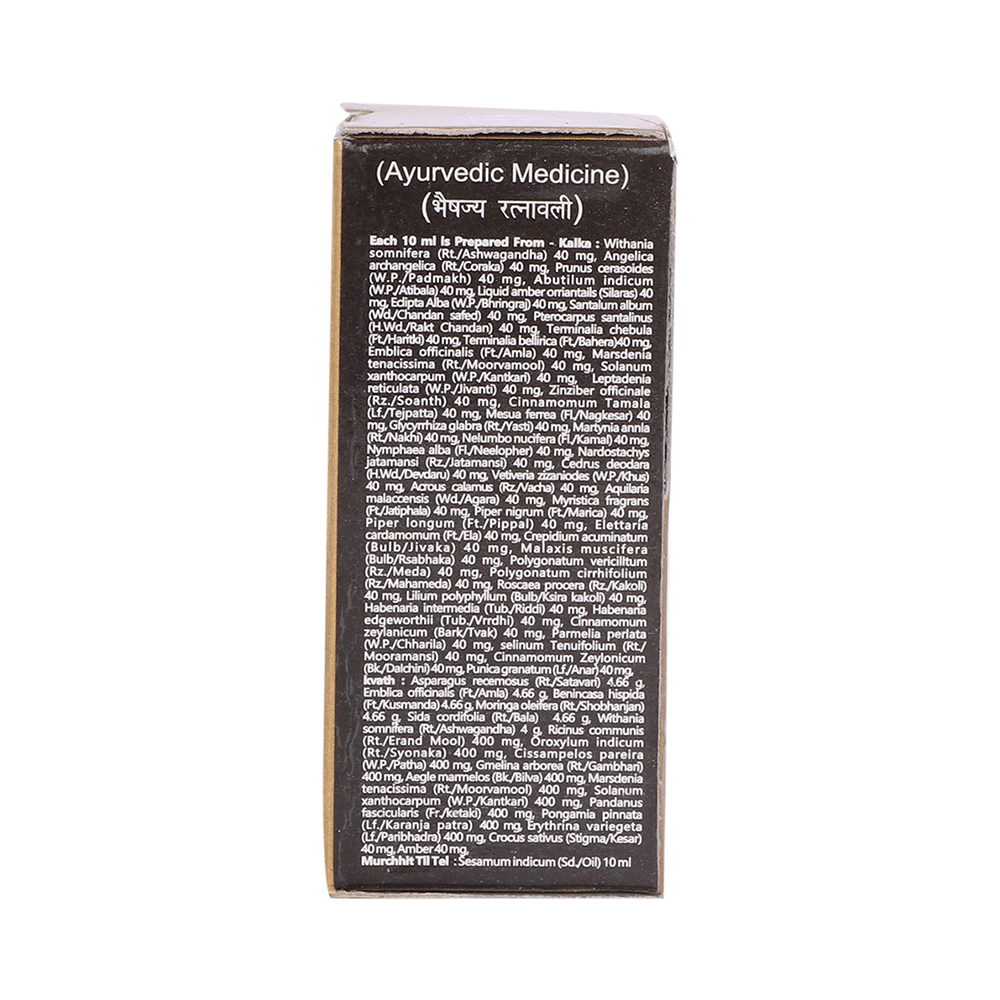 (Ayurvedic Medicine)
(भैषज्य रत्नावली)
Each 10 ml is Prepared From - Kalka : Withania
somnifera (Rt./Ashwagandha) 40 mg, Angelica
archangelica (Rt./Coraka) 40 mg, Prunus cerasoides
(W.P./Padmakh) 40 mg, Abutilum indicum
(W.P./Atibala) 40 mg, Liquid amber orriantails (Silaras) 40
mg, Eclipta Alba (W.P./Bhringraj) 40 mg, Santalum album
(Wd./Chandan safed) 40 mg, Pterocarpus santalinus
(H.Wd./Rakt Chandan) 40 mg, Terminalia chebula
(Ft./Haritki) 40 mg, Terminalia bellirica (Ft./Bahera)40 mg,
Emblica officinalis (Ft./Amla) 40 mg, Marsdenia
tenacissima (Rt./Moorvamool) 40 mg, Solanum
xanthocarpum (W.P./Kantkari) 40 mg, Leptadenia
reticulata (W.P./Jivanti) 40 mg, Zinziber officinale
(Rz./Soanth) 40 mg, Cinnamomum Tamala
(Lf./Tejpatta) 40 mg, Mesua ferrea (Fl./Nagkesar) 40
mg, Glycyrrhiza glabra (Rt./Yasti) 40 mg, Martynia annla
(Rt./Nakhi) 40 mg, Nelumbo nucifera (Fl./Kamal) 40 mg,
Nymphaea alba (Fl./Neelopher) 40 mg, Nardostachys
jatamansi (Rz./Jatamansi) 40 mg, Cedrus deodara
(H.Wd./Devdaru) 40 mg, Vetiveria zizaniodes (W.P./Khus)
40 mg, Acrous calamus (Rz./Vacha) 40 mg, Aquilaria
malaccensis (Wd./Agara) 40 mg, Myristica fragrans
(Ft./Jatiphala) 40 mg, Piper nigrum (Ft./Marica) 40 mg,
Piper longum (Ft./Pippal) 40 mg, Elettaria
cardamomum (Ft./Ela) 40 mg, Crepidium acuminatum
(Bulb/Jivaka) 40 mg, Malaxis muscifera
(Bulb/Rsabhaka) 40 mg, Polygonatum vericilltum
(Rz./Meda) 40 mg, Polygonatum cirrhifolium
(Rz./Mahameda) 40 mg, Roscaea procera (Rz./Kakoli)
40 mg, Lilium polyphyllum (Bulb/Ksira kakoli) 40 mg,
Habenaria intermedia (Tub./Riddi) 40 mg, Habenaria
edgeworthii (Tub./Vrrdhi) 40 mg, Cinnamomum
zeylanicum (Bark/Tvak) 40 mg, Parmelia perlata
(W.P./Chharila) 40 mg, selinum Tenuifolium (Rt./
Mooramansi) 40 mg, Cinnamomum Zeylonicum
(Bk./Dalchini) 40 mg, Punica granatum (Lf./Anar) 40 mg,
kvath : Asparagus recemosus (Rt./Satavari) 4.66 g,
Emblica officinalis (Ft./Amla) 4.66 g, Benincasa hispida
(Ft./Kusmanda) 4.66 g, Moringa oleifera (Rt./Shobhanjan)
4.66 g, Sida cordifolia (Rt./Bala) 4.66 g, Withania
somnifera (Rt./Ashwagandha) 4 g, Ricinus communis
(Rt./Erand Mool) 400 mg, Oroxylum indicum
(Rt./Syonaka) 400 mg, Cissampelos pareira
(W.P./Patha) 400 mg, Gmelina arborea (Rt./Gambhari)
400 mg, Aegle marmelos (Bk./Bilva) 400 mg, Marsdenia
tenacissima (Rt./Moorvamool) 400 mg, Solanum
xanthocarpum (W.P./Kantkari) 400 mg, Pandanus
fascicularis (Fr./ketaki) 400 mg, Pongamia pinnata
(Lf./Karanja patra) 400 mg, Erythrina variegeta
(Lf./Paribhadra) 400 mg, Crocus sativus (Stigma/Kesar)
40 mg, Amber 40 mg,
Murchhit Til Tel : Sesamum indicum (Sd./Oil) 10 ml